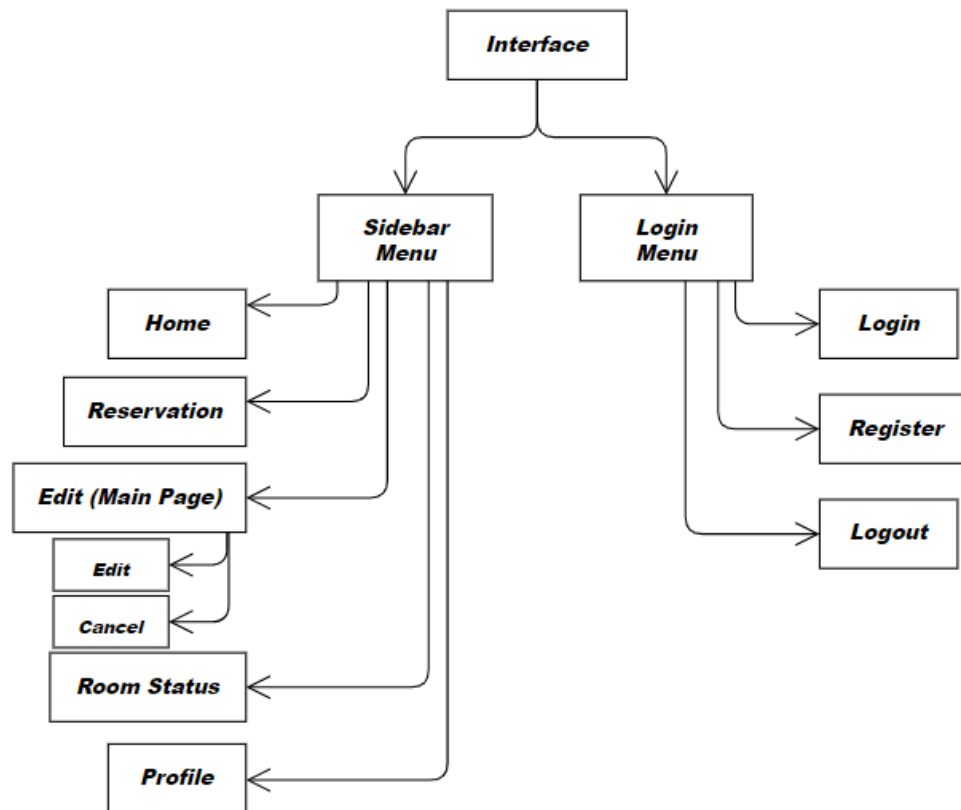 Interface
Sidebar
Menu
Login
Menu
Home
Login
Reservation
Register
Edit (Main Page)
Logout
Edit
Cancel
Room Status
Profile